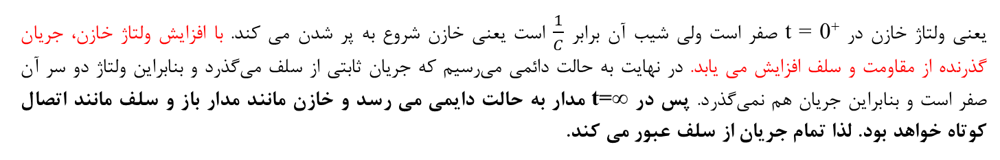 یعنی ولتاژ خازن در t = 0⁺ صفر است ولی شیب آن برابر 1/C است یعنی خازن شروع به پر شدن می کند. با افزایش ولتاژ خازن، جریان
گذرنده از مقاومت و سلف افزایش می یابد. در نهایت به حالت دائمی می‌رسیم که جریان ثابتی از سلف می‌گذرد و بنابراین ولتاژ دو سر آن
صفر است و بنابراین جریان هم نمی‌گذرد. پس در t=∞ مدار به حالت دایمی می رسد و خازن مانند مدار باز و سلف مانند اتصال
کوتاه خواهد بود. لذا تمام جریان از سلف عبور می کند.